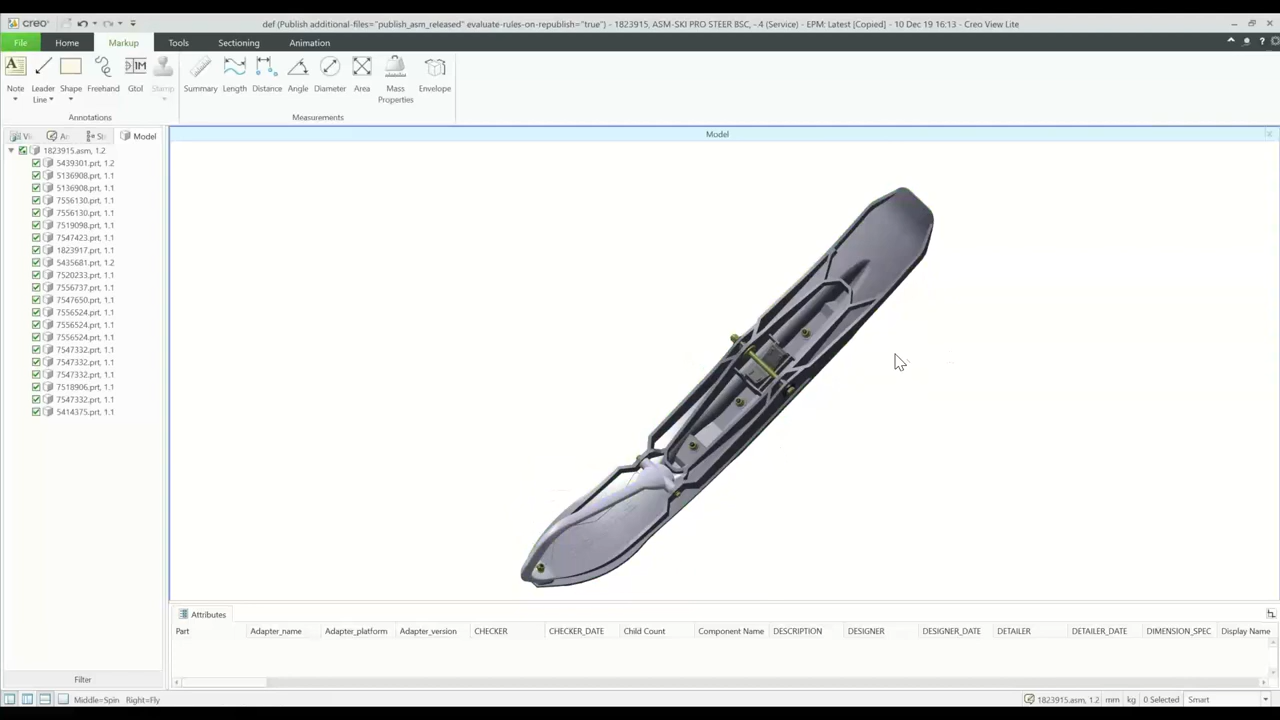 creo
def (Publish additional-files="publish_asm_released" evaluate-rules-on-republish="true") - 1823915, ASM-SKI PRO STEER BSC, - 4 (Service) - EPM: Latest [Copied] - 10 Dec 19 16:13 - Creo View Lite
File Home Markup Tools Sectioning Animation
Note Leader Line Shape Freehand Gtol Stamp Summary Length Distance Angle Diameter Area Mass Properties Envelope
Annotations Measurements
Model
Model
1823915.asm, 1.2
5439301.prt, 1.2
5136908.prt, 1.1
5136908.prt, 1.1
7556130.prt, 1.1
7556130.prt, 1.1
7519098.prt, 1.1
7547423.prt, 1.1
1823917.prt, 1.1
5435681.prt, 1.2
7520233.prt, 1.1
7556737.prt, 1.1
7547650.prt, 1.1
7556524.prt, 1.1
7556524.prt, 1.1
7556524.prt, 1.1
7547332.prt, 1.1
7547332.prt, 1.1
7547332.prt, 1.1
7518906.prt, 1.1
7547332.prt, 1.1
5414375.prt, 1.1
Attributes
Part Adapter_name Adapter_platform Adapter_version CHECKER CHECKER_DATE Child Count Component Name DESCRIPTION DESIGNER DESIGNER_DATE DETAILER DETAILER_DATE DIMENSION_SPEC Display Name
Filter
Middle=Spin Right=Fly 1823915.asm, 1.2 mm kg 0 Selected Smart